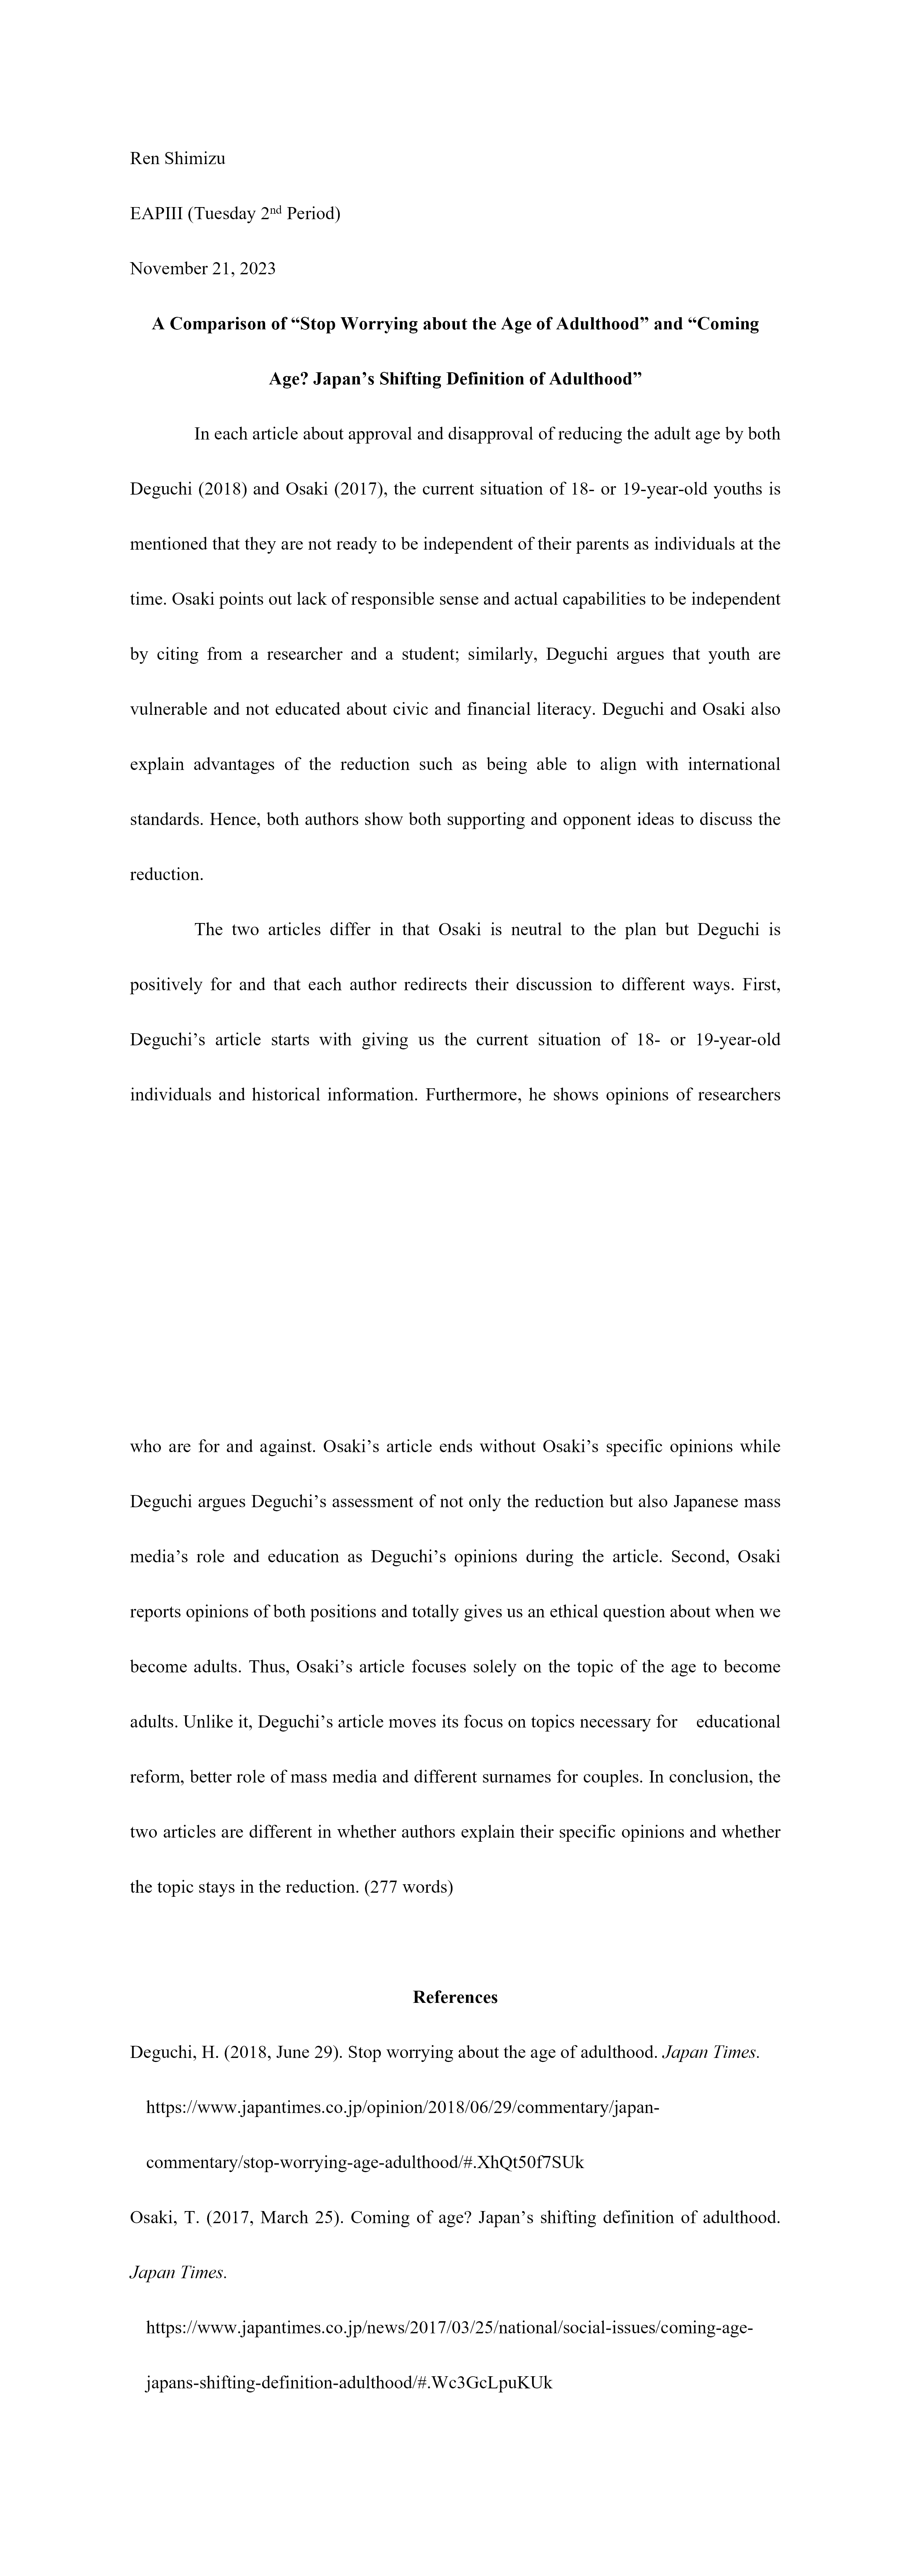 Ren Shimizu
EAPIII (Tuesday 2nd Period)
November 21, 2023
A Comparison of “Stop Worrying about the Age of Adulthood” and “Coming
Age? Japan’s Shifting Definition of Adulthood”
In each article about approval and disapproval of reducing the adult age by both
Deguchi (2018) and Osaki (2017), the current situation of 18- or 19-year-old youths is
mentioned that they are not ready to be independent of their parents as individuals at the
time. Osaki points out lack of responsible sense and actual capabilities to be independent
by citing from a researcher and a student; similarly, Deguchi argues that youth are
vulnerable and not educated about civic and financial literacy. Deguchi and Osaki also
explain advantages of the reduction such as being able to align with international
standards. Hence, both authors show both supporting and opponent ideas to discuss the
reduction.
The two articles differ in that Osaki is neutral to the plan but Deguchi is
positively for and that each author redirects their discussion to different ways. First,
Deguchi’s article starts with giving us the current situation of 18- or 19-year-old
individuals and historical information. Furthermore, he shows opinions of researchers
who are for and against. Osaki’s article ends without Osaki’s specific opinions while
Deguchi argues Deguchi’s assessment of not only the reduction but also Japanese mass
media’s role and education as Deguchi’s opinions during the article. Second, Osaki
reports opinions of both positions and totally gives us an ethical question about when we
become adults. Thus, Osaki’s article focuses solely on the topic of the age to become
adults. Unlike it, Deguchi’s article moves its focus on topics necessary for educational
reform, better role of mass media and different surnames for couples. In conclusion, the
two articles are different in whether authors explain their specific opinions and whether
the topic stays in the reduction. (277 words)
References
Deguchi, H. (2018, June 29). Stop worrying about the age of adulthood. Japan Times.
https://www.japantimes.co.jp/opinion/2018/06/29/commentary/japan-
commentary/stop-worrying-age-adulthood/#.XhQt50f7SUk
Osaki, T. (2017, March 25). Coming of age? Japan’s shifting definition of adulthood.
Japan Times.
https://www.japantimes.co.jp/news/2017/03/25/national/social-issues/coming-age-
japans-shifting-definition-adulthood/#.Wc3GcLpuKUk